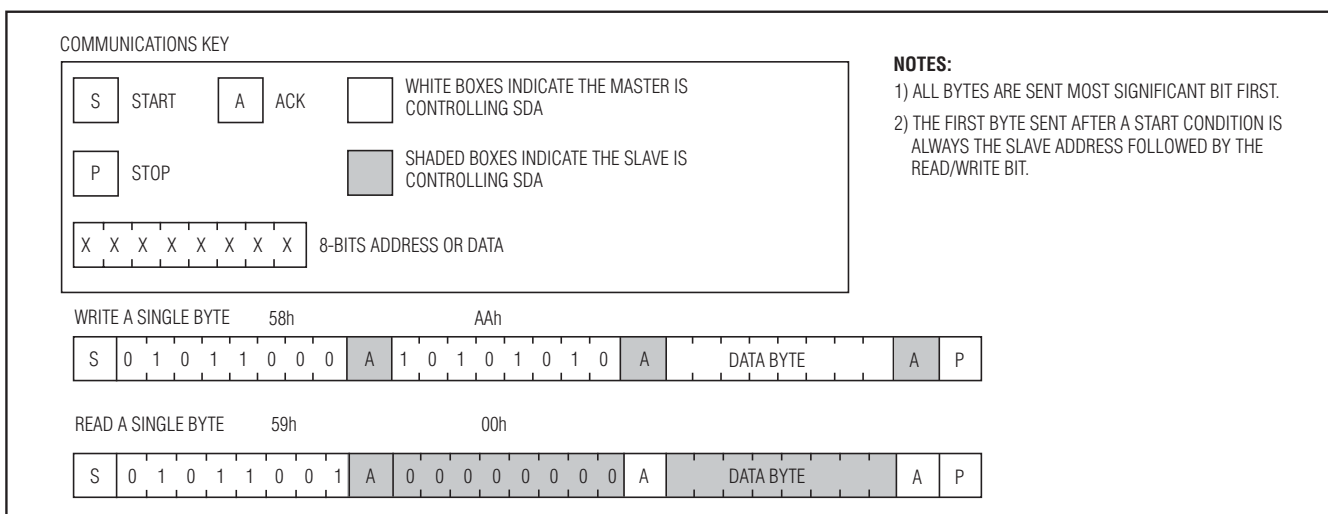 COMMUNICATIONS KEY
S START A ACK WHITE BOXES INDICATE THE MASTER IS
CONTROLLING SDA
P STOP SHADED BOXES INDICATE THE SLAVE IS
CONTROLLING SDA
X X X X X X X X 8-BITS ADDRESS OR DATA
NOTES:
1) ALL BYTES ARE SENT MOST SIGNIFICANT BIT FIRST.
2) THE FIRST BYTE SENT AFTER A START CONDITION IS
ALWAYS THE SLAVE ADDRESS FOLLOWED BY THE
READ/WRITE BIT.
WRITE A SINGLE BYTE 58h AAh
S 0 1 0 1 1 0 0 0 A 1 0 1 0 1 0 1 0 A DATA BYTE A P
READ A SINGLE BYTE 59h 00h
S 0 1 0 1 1 0 0 1 A 0 0 0 0 0 0 0 0 A DATA BYTE A P